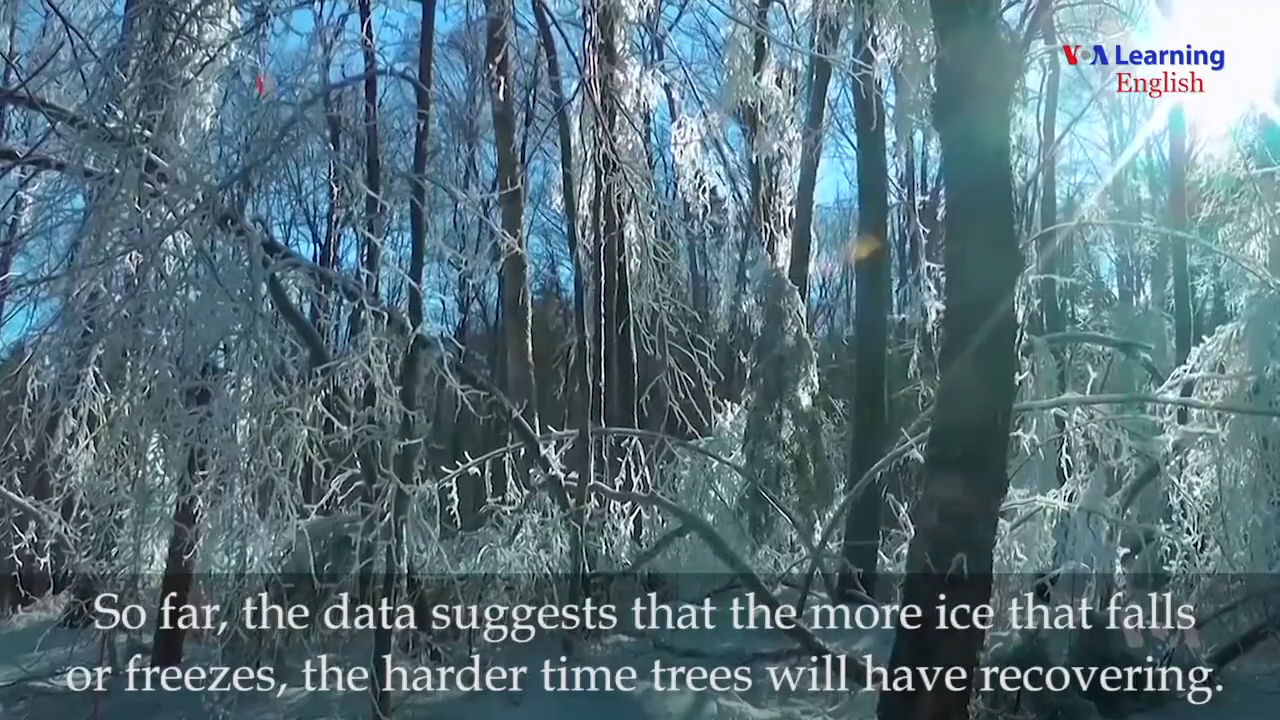 VOA Learning
English
So far, the data suggests that the more ice that falls
or freezes, the harder time trees will have recovering.